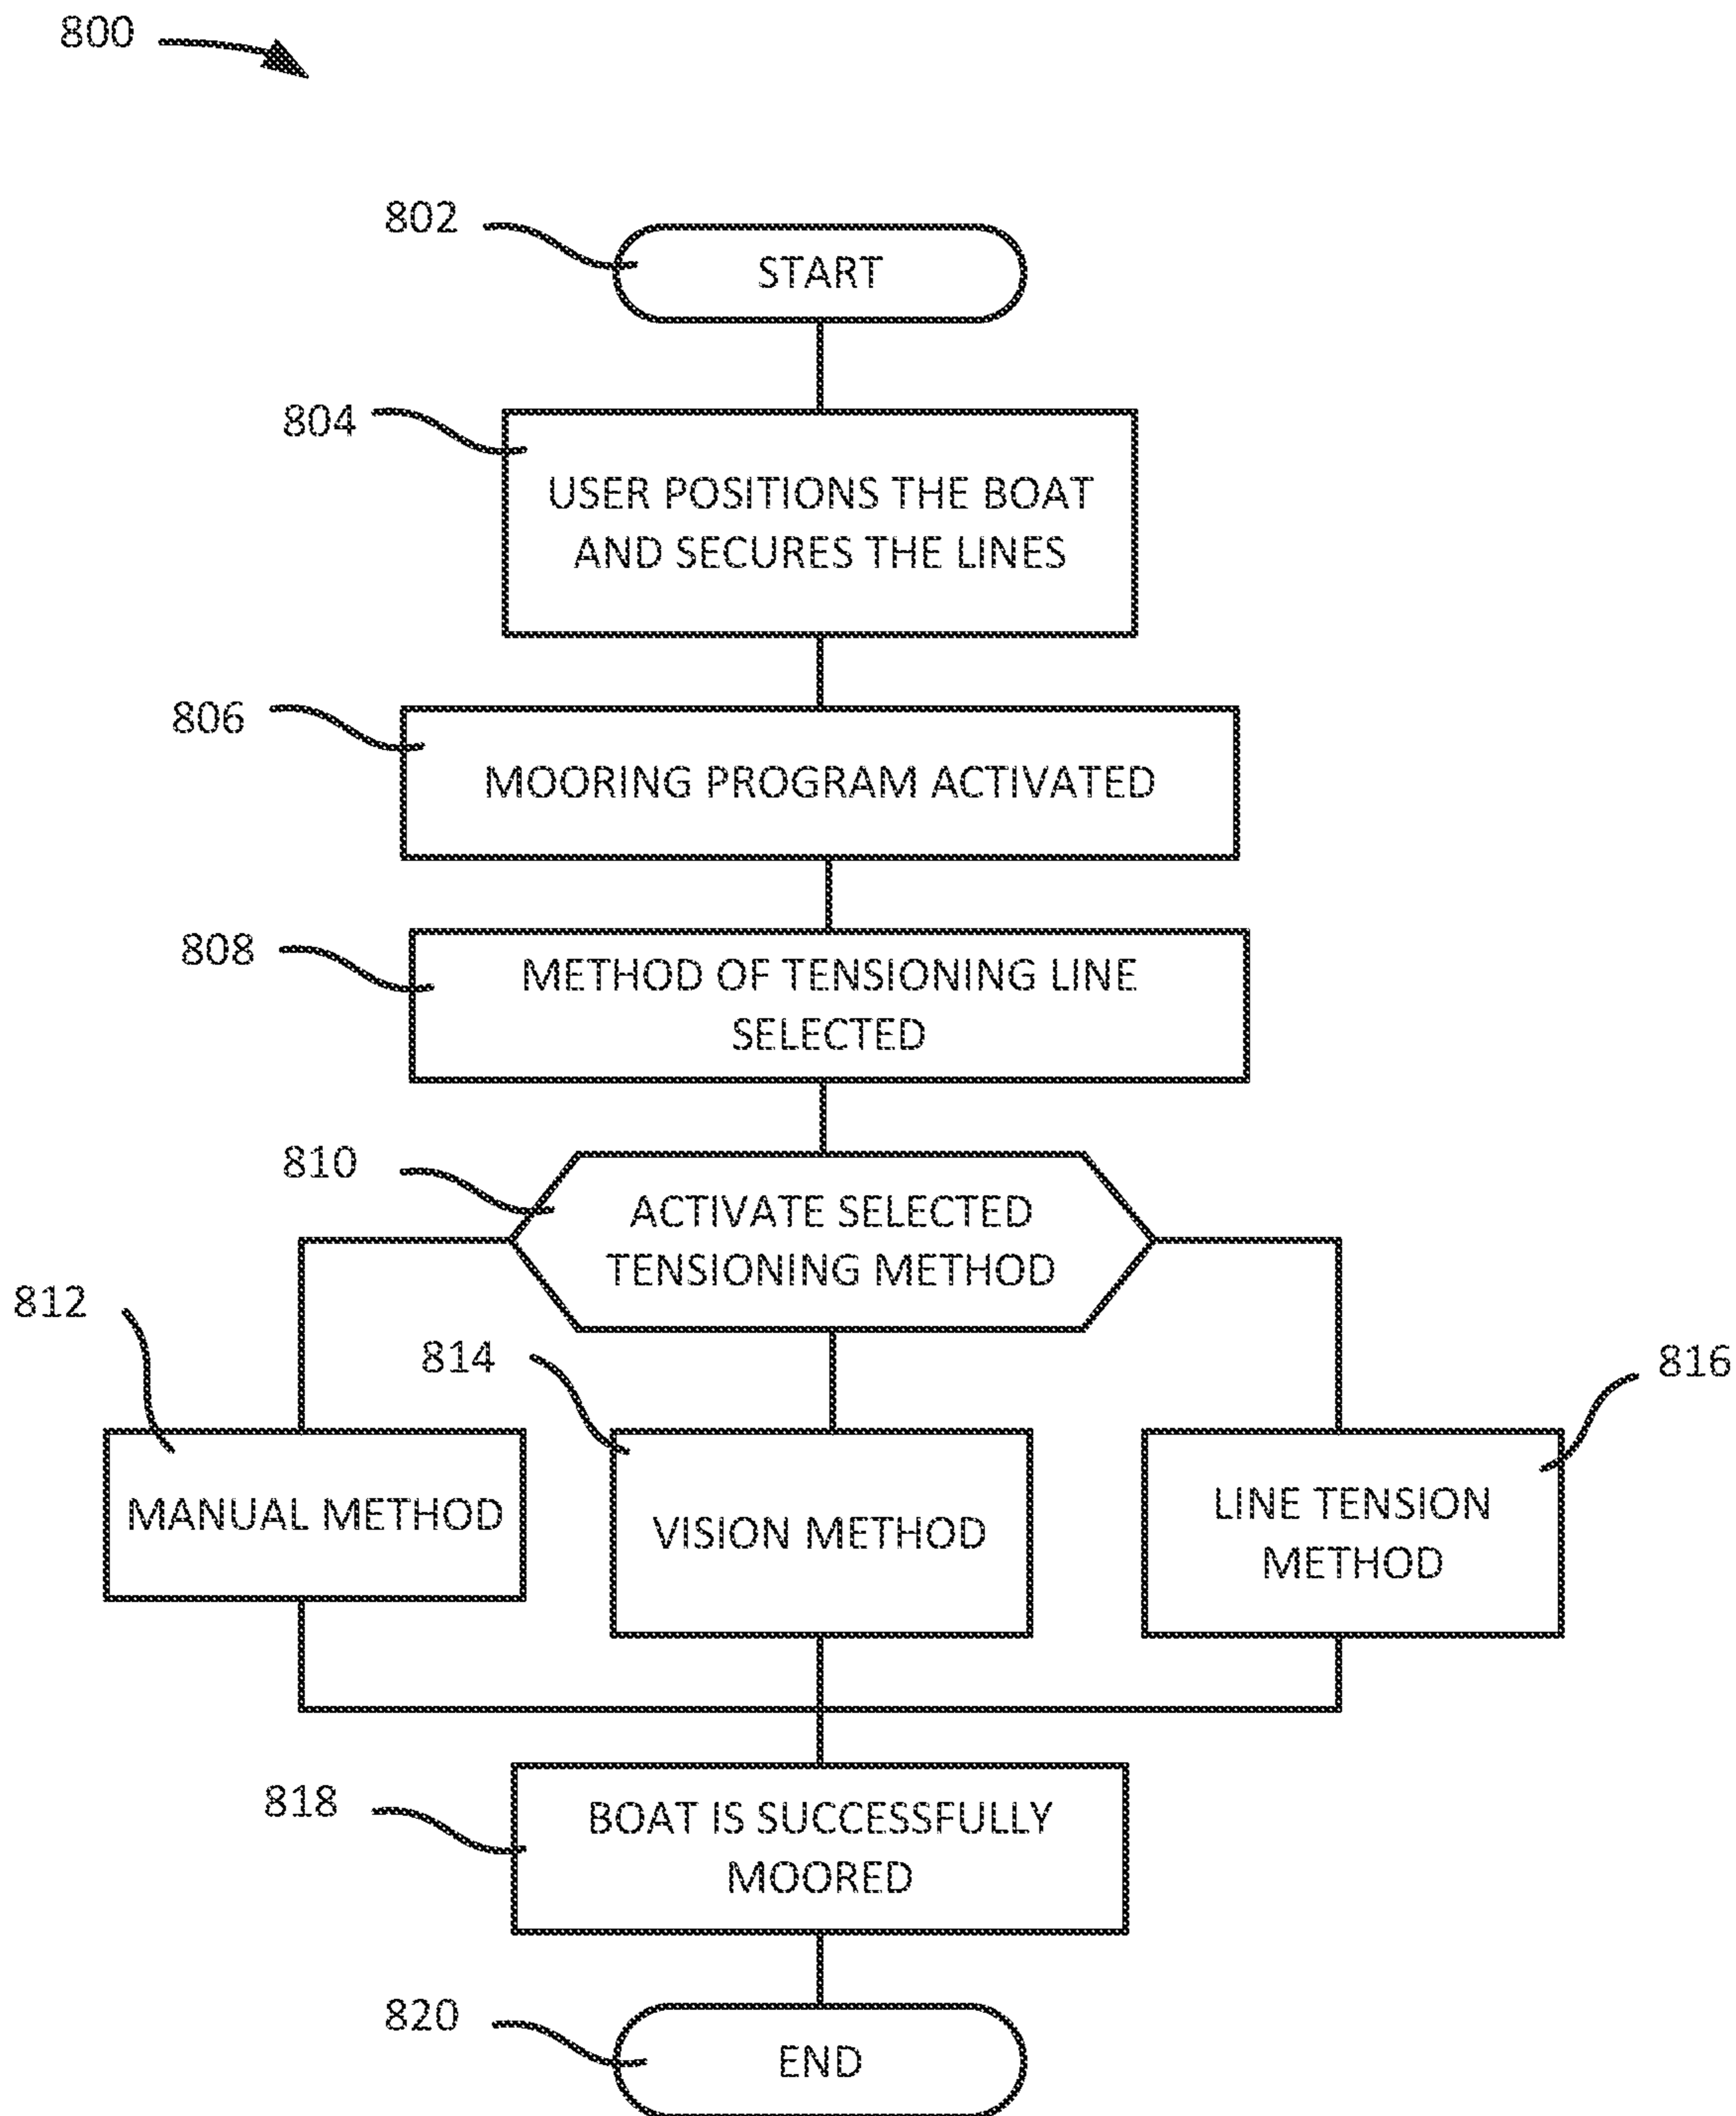 800
802
START
804
USER POSITIONS THE BOAT
AND SECURES THE LINES
806
MOORING PROGRAM ACTIVATED
808
METHOD OF TENSIONING LINE
SELECTED
810
ACTIVATE SELECTED
TENSIONING METHOD
812
814
816
MANUAL METHOD
VISION METHOD
LINE TENSION
METHOD
818
BOAT IS SUCCESSFULLY
MOORED
820
END